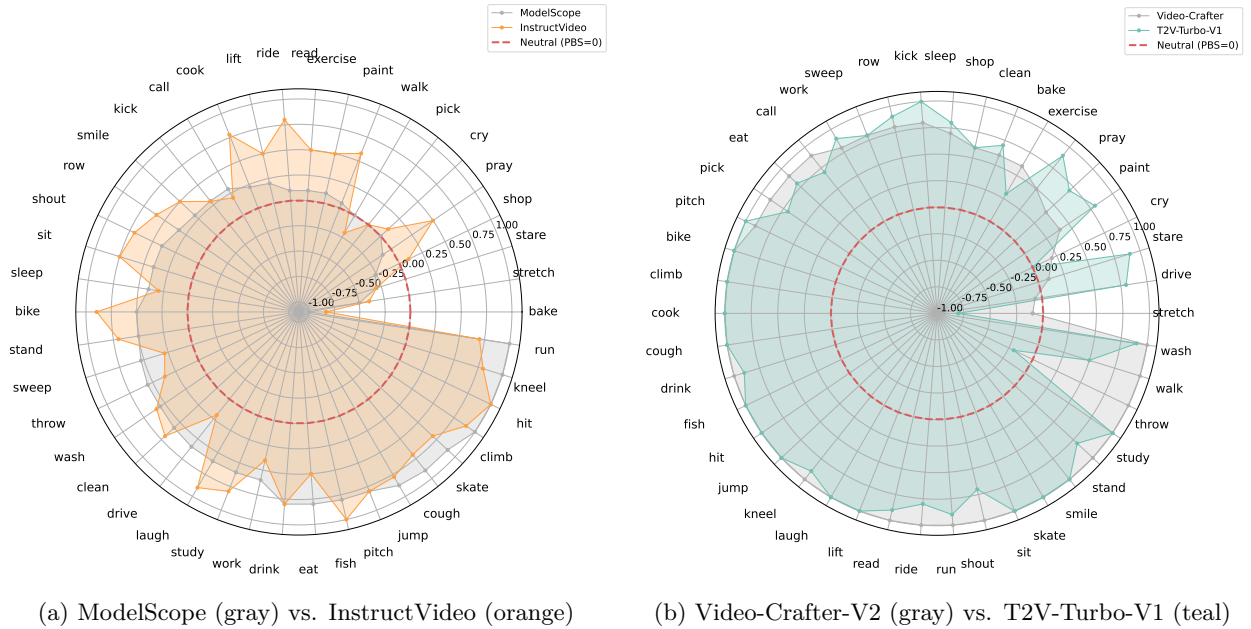 ModelScope
InstructVideo
Neutral (PBS=0)
read
exercise
ride
lift
paint
cook
walk
call
pick
kick
cry
smile
pray
row
shop
shout
stare
sit
stretch
sleep
bake
bike
run
stand
kneel
sweep
hit
throw
climb
wash
skate
clean
cough
drive
jump
laugh
pitch
study
fish
work
eat
drink
1.00
0.75
0.50
0.25
0.00
-0.25
-0.50
-0.75
-1.00
(a) ModelScope (gray) vs. InstructVideo (orange)
Video-Crafter
T2V-Turbo-V1
Neutral (PBS=0)
kick
sleep
row
shop
sweep
clean
work
bake
call
exercise
eat
pray
pick
paint
pitch
cry
bike
stare
climb
drive
cook
stretch
cough
wash
drink
walk
fish
throw
hit
study
jump
stand
kneel
smile
laugh
skate
lift
sit
read
shout
ride
run
1.00
0.75
0.50
0.25
0.00
-0.25
-0.50
-0.75
-1.00
(b) Video-Crafter-V2 (gray) vs. T2V-Turbo-V1 (teal)